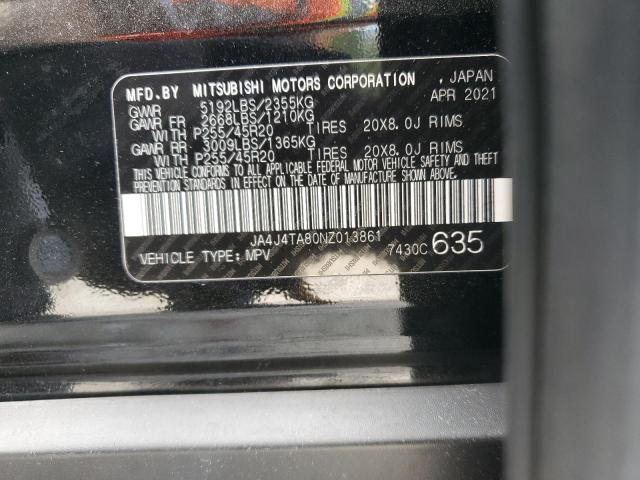 MFD.BY MITSUBISHI MOTORS CORPORATION , JAPAN
GVWR 5192LBS/2355KG APR 2021
GAWR FR 2668LBS/1210KG
WITH P255/45R20 TIRES 20X8.0J RIMS
GAWR RR 3009LBS/1365KG
WITH P255/45R20 TIRES 20X8.0J RIMS
THIS VEHICLE CONFORMS TO ALL APPLICABLE FEDERAL MOTOR VEHICLE SAFETY AND THEFT
PREVENTION STANDARDS IN EFFECT ON THE DATE OF MANUFACTURE SHOWN ABOVE.
JA4J4TA80NZ013861
VEHICLE TYPE: MPV 7430C 635